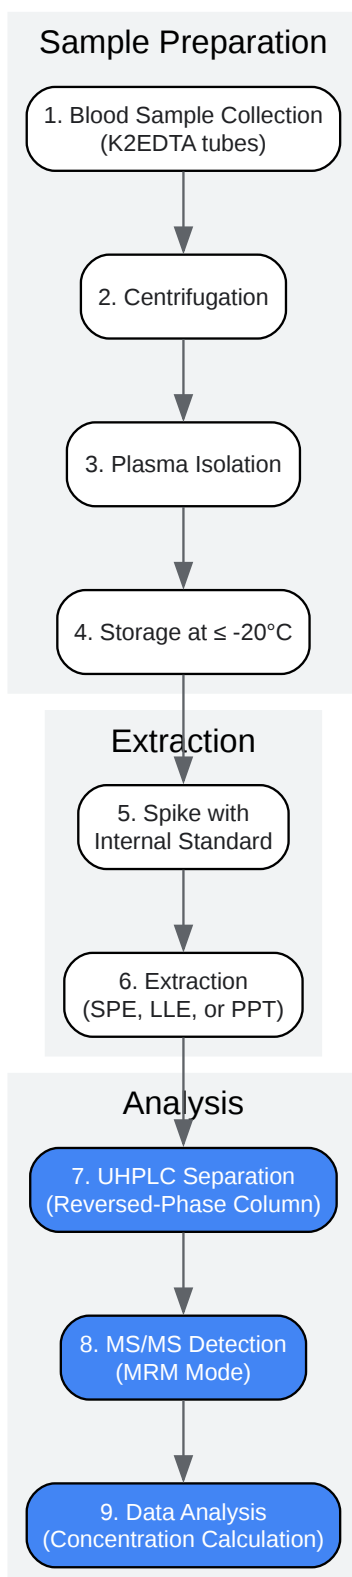 Sample Preparation
1. Blood Sample Collection
(K2EDTA tubes)
2. Centrifugation
3. Plasma Isolation
4. Storage at ≤ -20°C
Extraction
5. Spike with
Internal Standard
6. Extraction
(SPE, LLE, or PPT)
Analysis
7. UHPLC Separation
(Reversed-Phase Column)
8. MS/MS Detection
(MRM Mode)
9. Data Analysis
(Concentration Calculation)